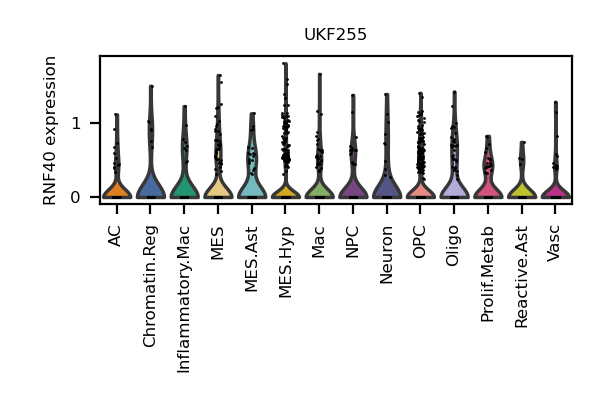 UKF255
RNF40 expression
1
0
AC
Chromatin.Reg
Inflammatory.Mac
MES
MES.Ast
MES.Hyp
Mac
NPC
Neuron
OPC
Oligo
Prolif.Metab
Reactive.Ast
Vasc